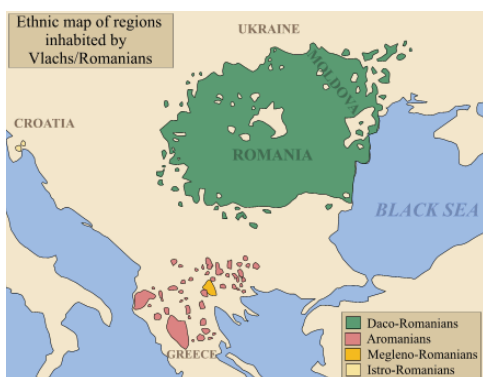 Ethnic map of regions
inhabited by
Vlachs/Romanians
UKRAINE
MOLDOVA
CROATIA
ROMANIA
BLACK SEA
GREECE
Daco-Romanians
Aromanians
Megleno-Romanians
Istro-Romanians